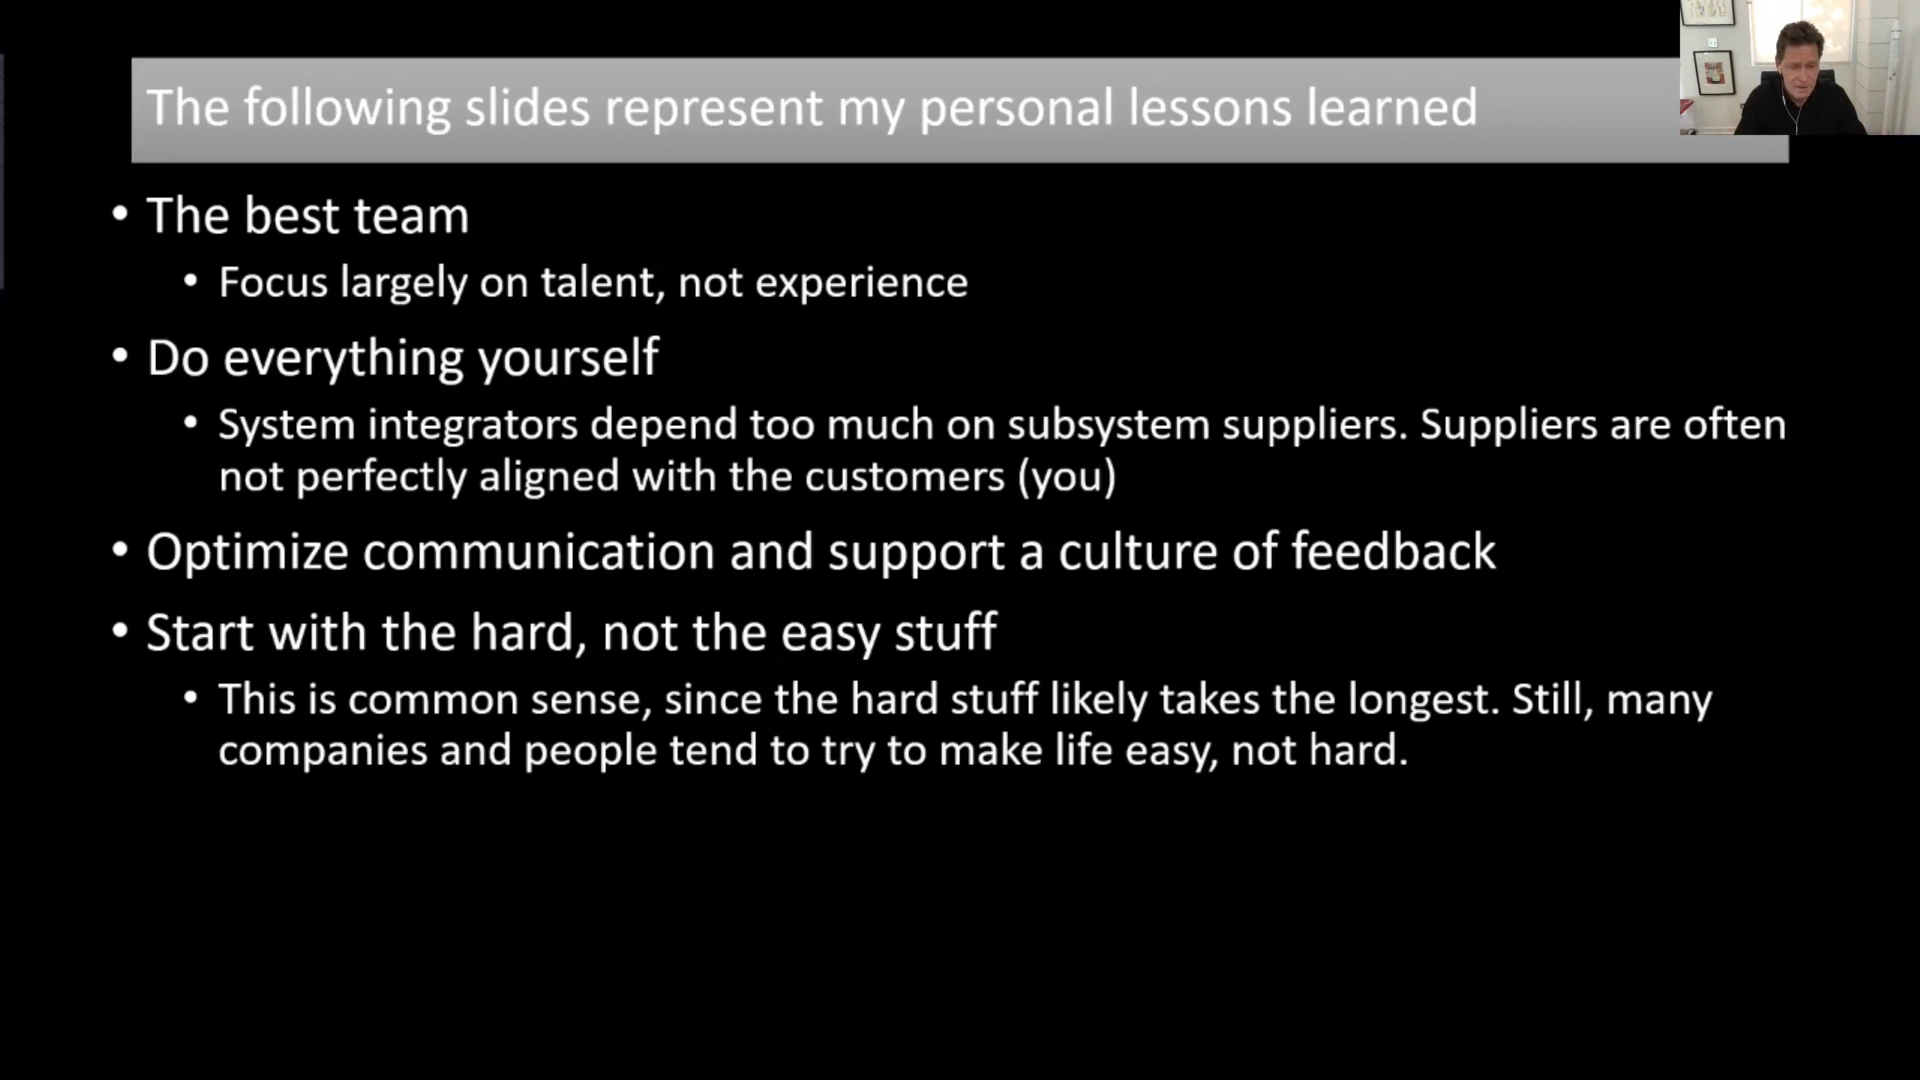 The following slides represent my personal lessons learned
• The best team
• Focus largely on talent, not experience
• Do everything yourself
• System integrators depend too much on subsystem suppliers. Suppliers are often
not perfectly aligned with the customers (you)
• Optimize communication and support a culture of feedback
• Start with the hard, not the easy stuff
• This is common sense, since the hard stuff likely takes the longest. Still, many
companies and people tend to try to make life easy, not hard.